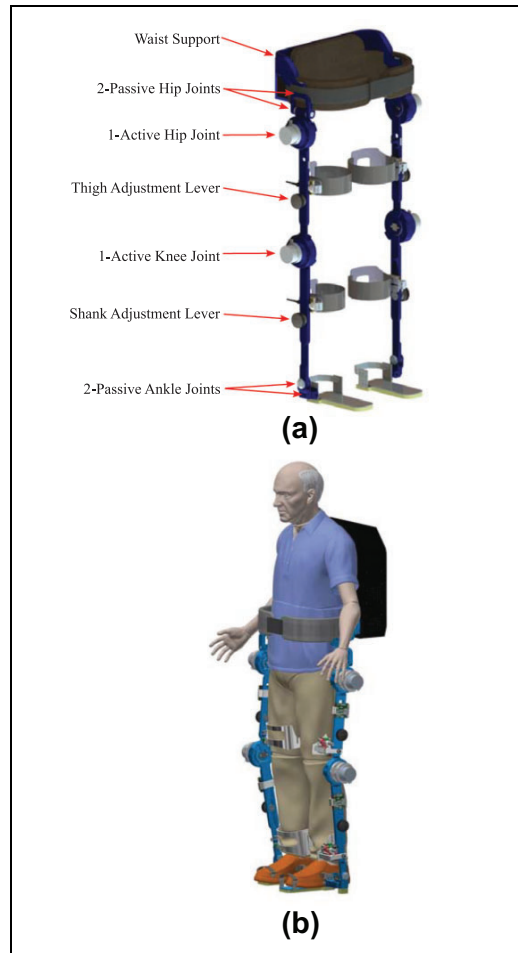 Waist Support
2-Passive Hip Joints
1-Active Hip Joint
Thigh Adjustment Lever
1-Active Knee Joint
Shank Adjustment Lever
2-Passive Ankle Joints
(a)
(b)